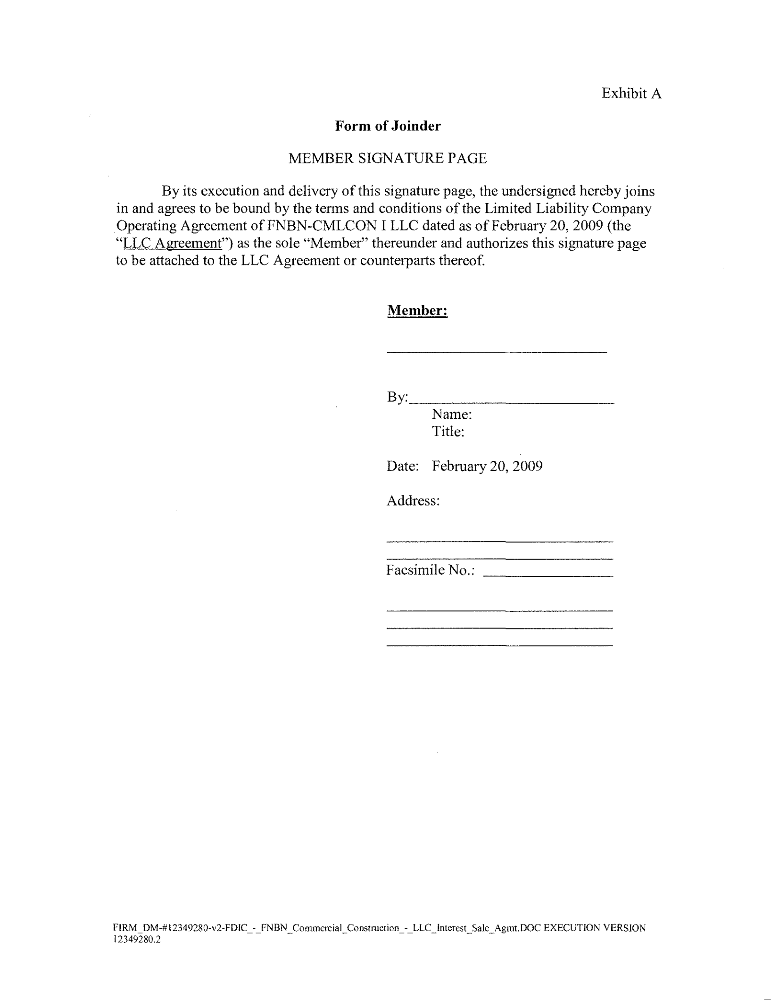 Exhibit A
Form of Joinder
MEMBER SIGNATURE PAGE
By its execution and delivery of this signature page, the undersigned hereby joins
in and agrees to be bound by the terms and conditions of the Limited Liability Company
Operating Agreement of FNBN-CMLCON I LLC dated as of February 20, 2009 (the
“LLC Agreement”) as the sole “Member” thereunder and authorizes this signature page
to be attached to the LLC Agreement or counterparts thereof.
Member:
By:
Name:
Title:
Date: February 20, 2009
Address:
Facsimile No.:
FIRM_DM-#12349280-v2-FDIC_-_FNBN_Commercial_Construction_-_LLC_Interest_Sale_Agmt.DOC EXECUTION VERSION
12349280.2